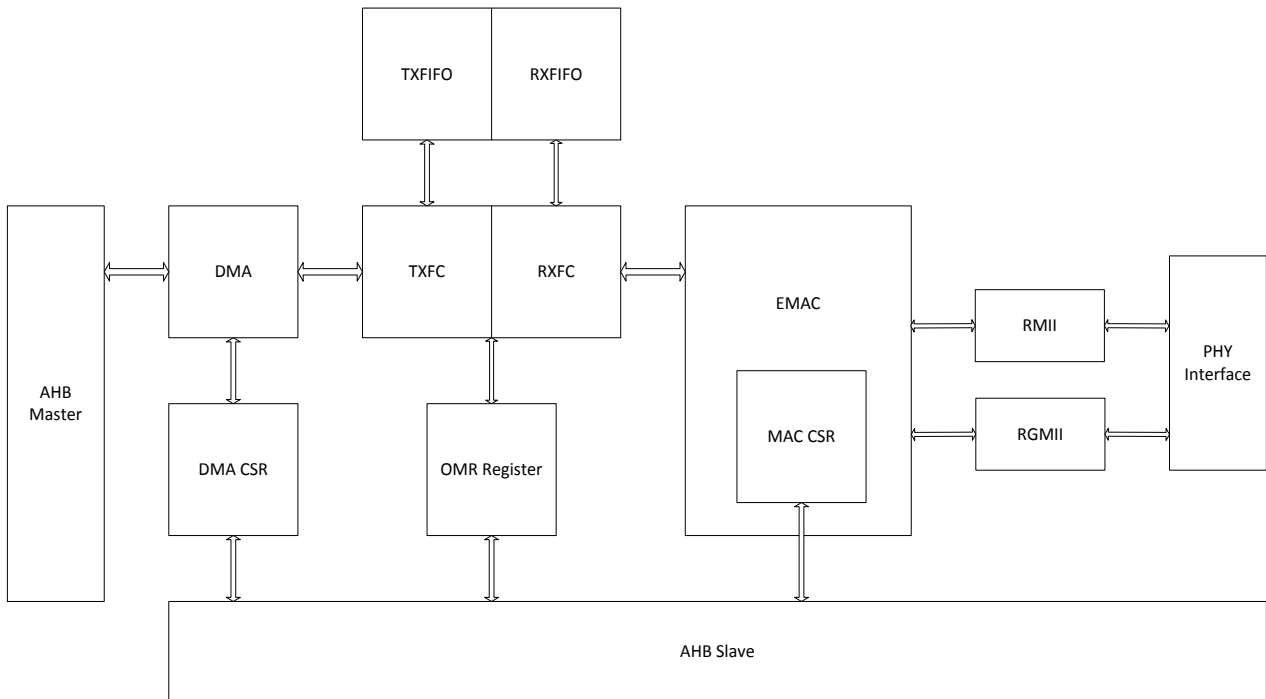 TXFIFO
RXFIFO
AHB
Master
DMA
TXFC
RXFC
EMAC
RMII
PHY
Interface
DMA CSR
OMR Register
MAC CSR
RGMII
AHB Slave